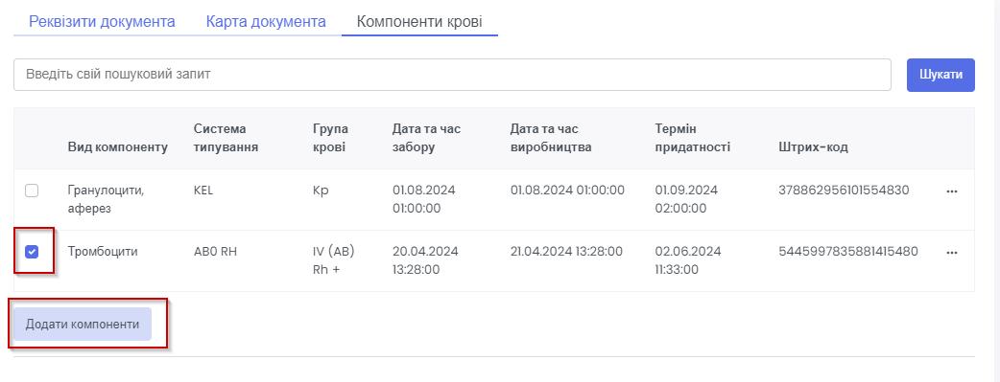 Реквізити документа Карта документа Компоненти крові
Введіть свій пошуковий запит Шукати
Вид компоненту Система типування Група крові Дата та час забору Дата та час виробництва Термін придатності Штрих-код
Гранулоцити, аферез KEL Kp 01.08.2024 01:00:00 01.08.2024 01:00:00 01.09.2024 02:00:00 378862956101554830 ...
Тромбоцити AB0 RH IV (AB) Rh + 20.04.2024 13:28:00 21.04.2024 13:28:00 02.06.2024 11:33:00 5445997835881415480 ...
Додати компоненти